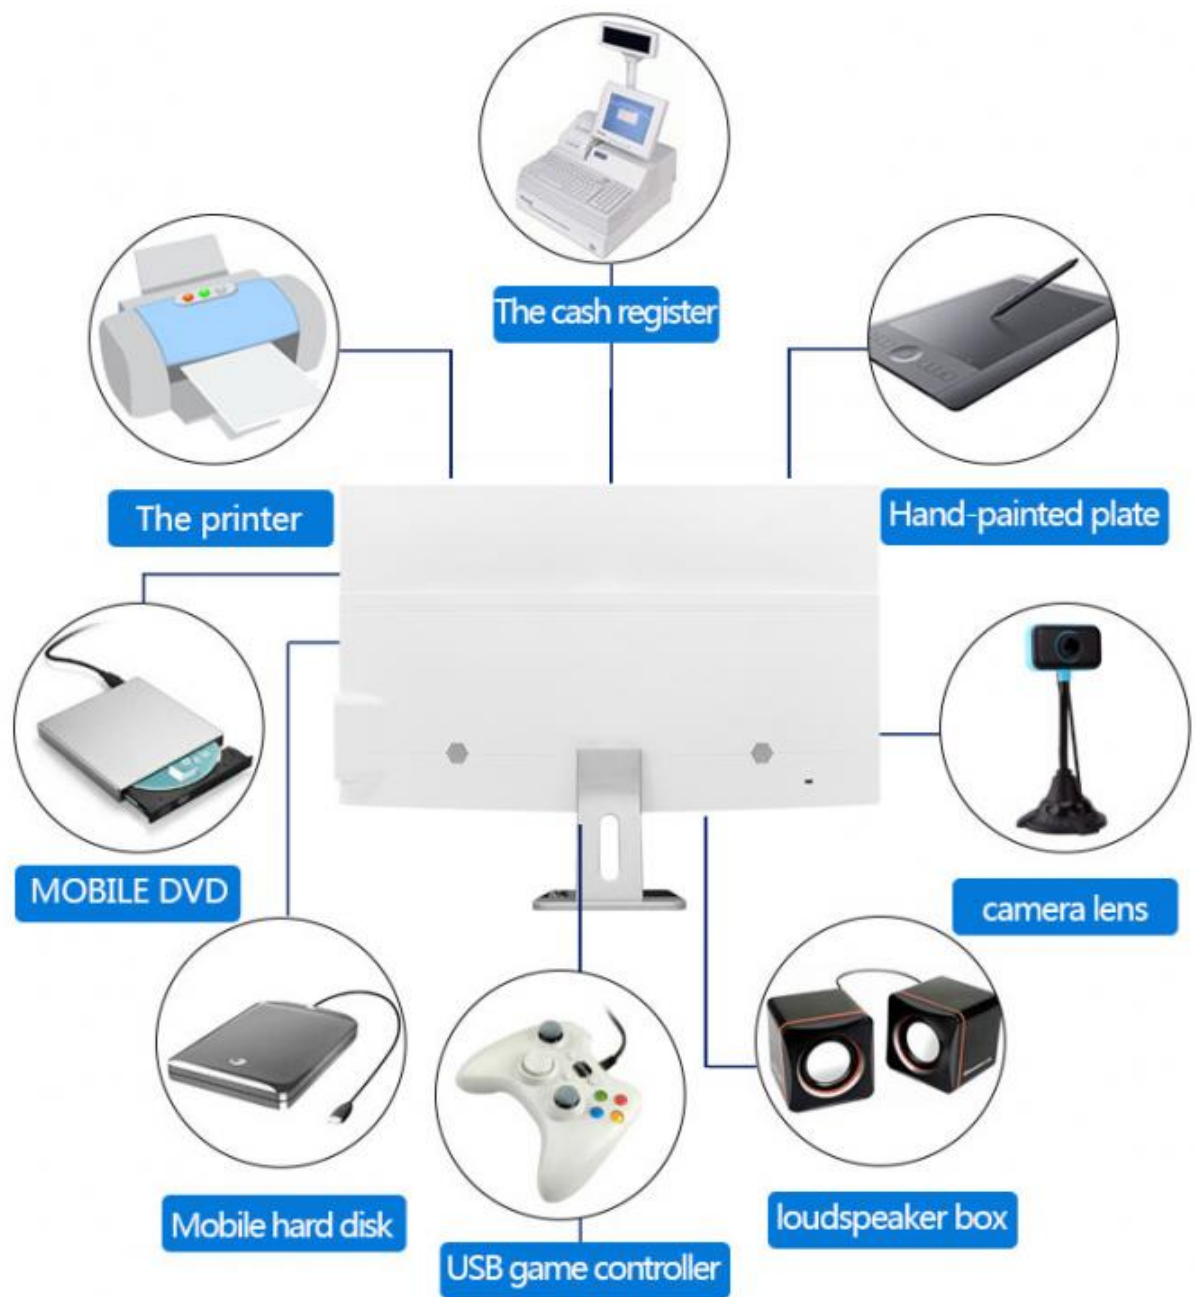 The cash register
The printer
Hand-painted plate
MOBILE DVD
camera lens
Mobile hard disk
loudspeaker box
USB game controller